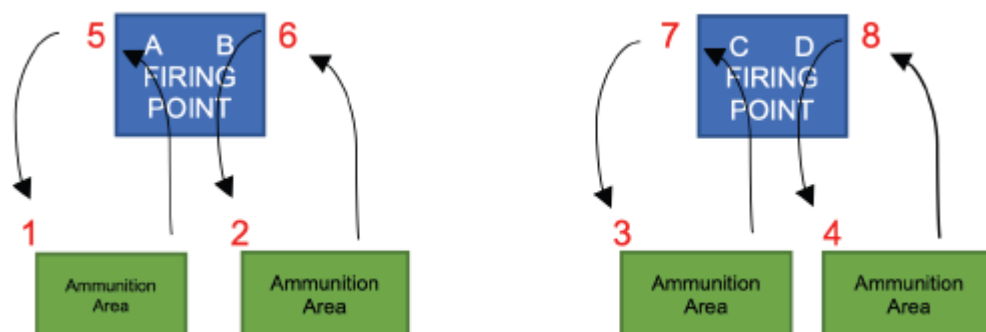 5 A B 6 7 C D 8
FIRING FIRING
POINT POINT
1 2 3 4
Ammunition Ammunition Ammunition Ammunition
Area Area Area Area